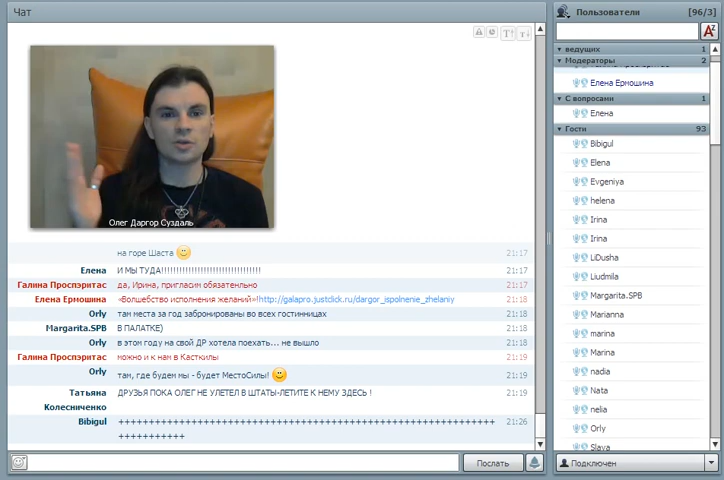 Чат
Пользователи [96/3]
Олег Даргор Суздаль
на горе Шаста 21:17
Елена И МЫ ТУДА!!!!!!!!!!!!!!!!!!!!!!!!!!!!!!!!! 21:17
Галина Проспэритас да, Ирина, пригласим обязательно 21:17
Елена Ермошина «Волшебство исполнения желаний»!http://galapro.justclick.ru/dargor_ispolnenie_zhelaniy 21:18
Orly там места за год забронированы во всех гостинницах 21:18
Margarita.SPB В ПАЛАТКЕ) 21:18
Orly в этом году на свой ДР хотела поехать... не вышло 21:18
Галина Проспэритас можно и к нам в Касткилы 21:19
Orly там, где будем мы - будет МестоСилы! 21:19
Татьяна Колесниченко ДРУЗЬЯ ПОКА ОЛЕГ НЕ УЛЕТЕЛ В ШТАТЫ-ЛЕТИТЕ К НЕМУ ЗДЕСЬ ! 21:19
Bibigul ++++++++++++++++++++++++++++++++++++++++++++++++++++++++++++++ 21:26
+++++++++++
Послать
ведущих 1
Модераторы 2
Елена Ермошина
С вопросами 1
Елена
Гости 93
Bibigul
Elena
Evgeniya
helena
Irina
Irina
LiDusha
Liudmila
Margarita.SPB
Marianna
marina
Marina
nadia
Nata
nelia
Orly
Slava
Подключен